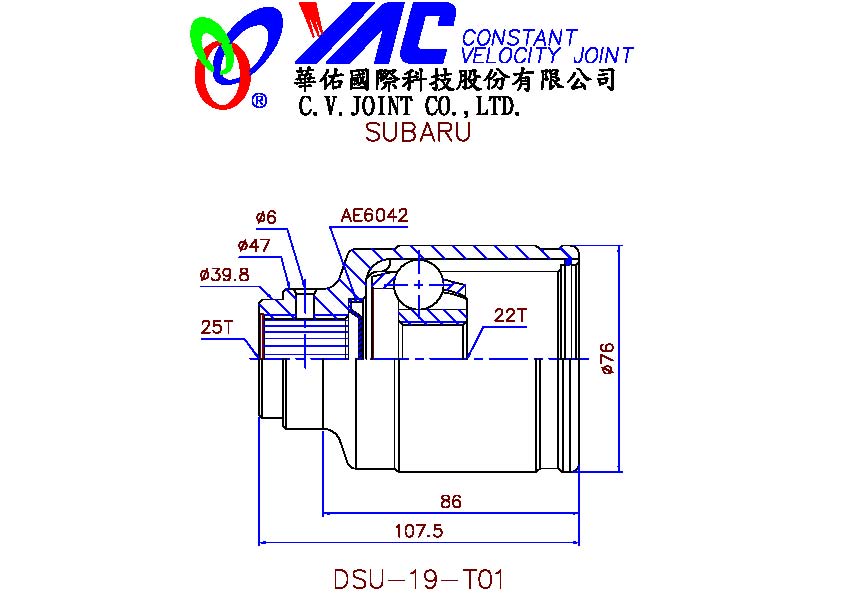 YAC CONSTANT
VELOCITY JOINT
®
華佑國際科技股份有限公司
C.V.JOINT CO.,LTD.
SUBARU
ø6
AE6042
ø47
ø39.8
25T
22T
ø76
86
107.5
DSU-19-T01